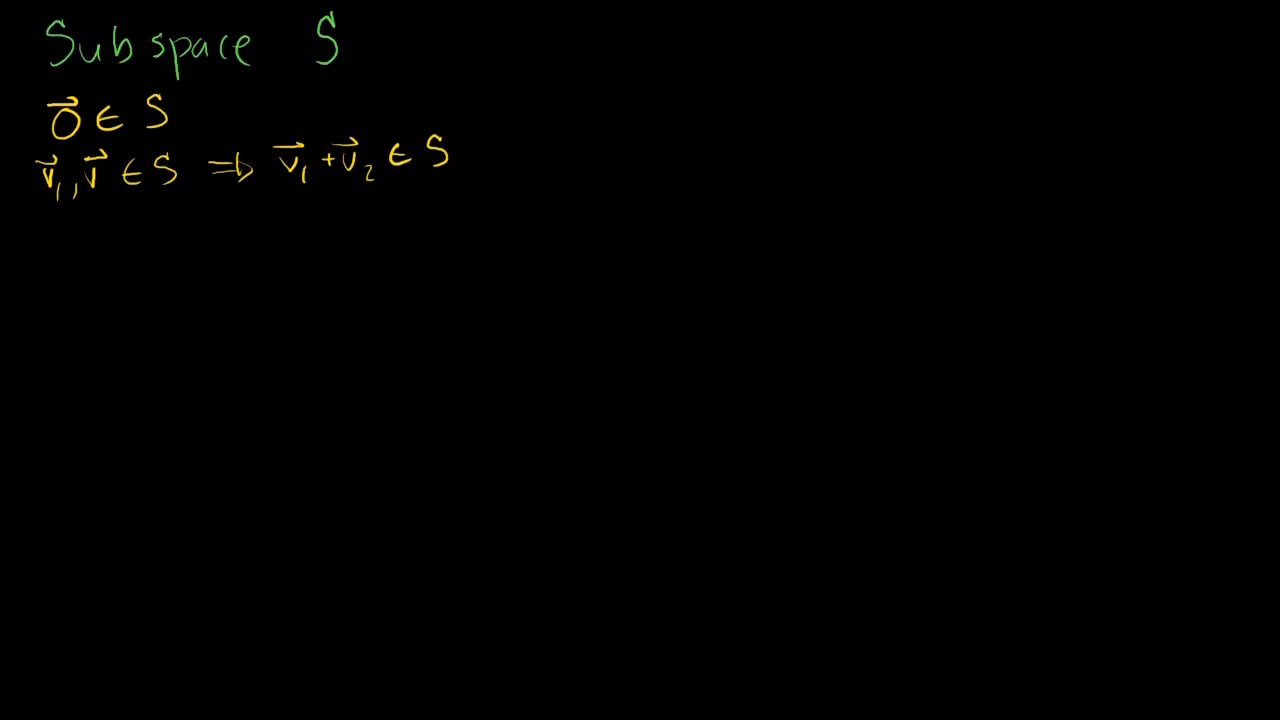 Subspace S
0⃗ ∈ S
v⃗₁, v⃗ ∈ S ⇒ v⃗₁ + v⃗₂ ∈ S